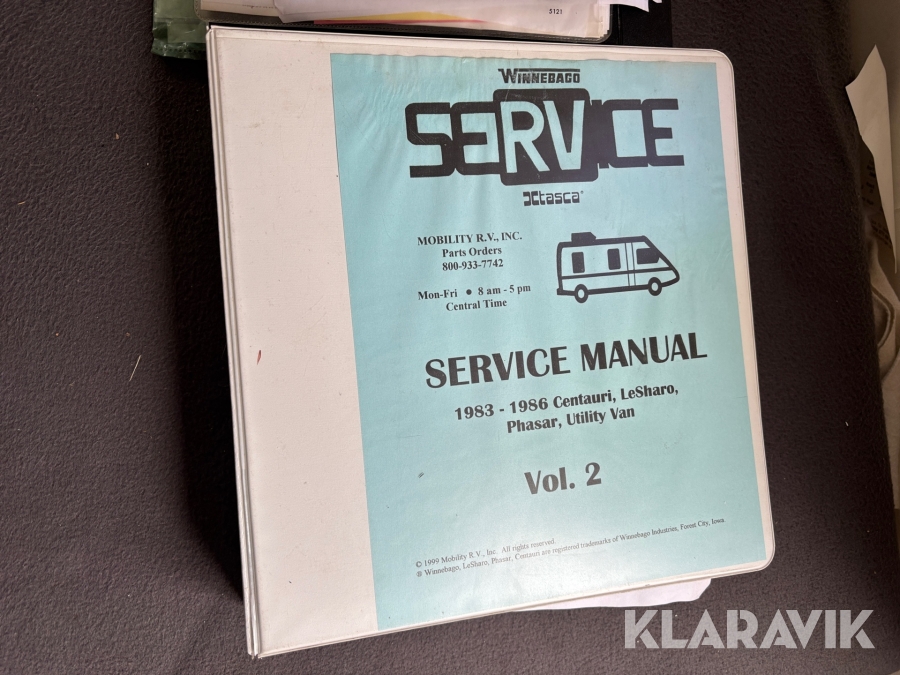 5121
WINNEBAGO
SERVICE
Itasca®
MOBILITY R.V., INC.
Parts Orders
800-933-7742
Mon-Fri ● 8 am - 5 pm
Central Time
SERVICE MANUAL
1983 - 1986 Centauri, LeSharo,
Phasar, Utility Van
Vol. 2
© 1999 Mobility R.V., Inc. All rights reserved.
® Winnebago, LeSharo, Phasar, Centauri are registered trademarks of Winnebago Industries, Forest City, Iowa
KLARAVIK